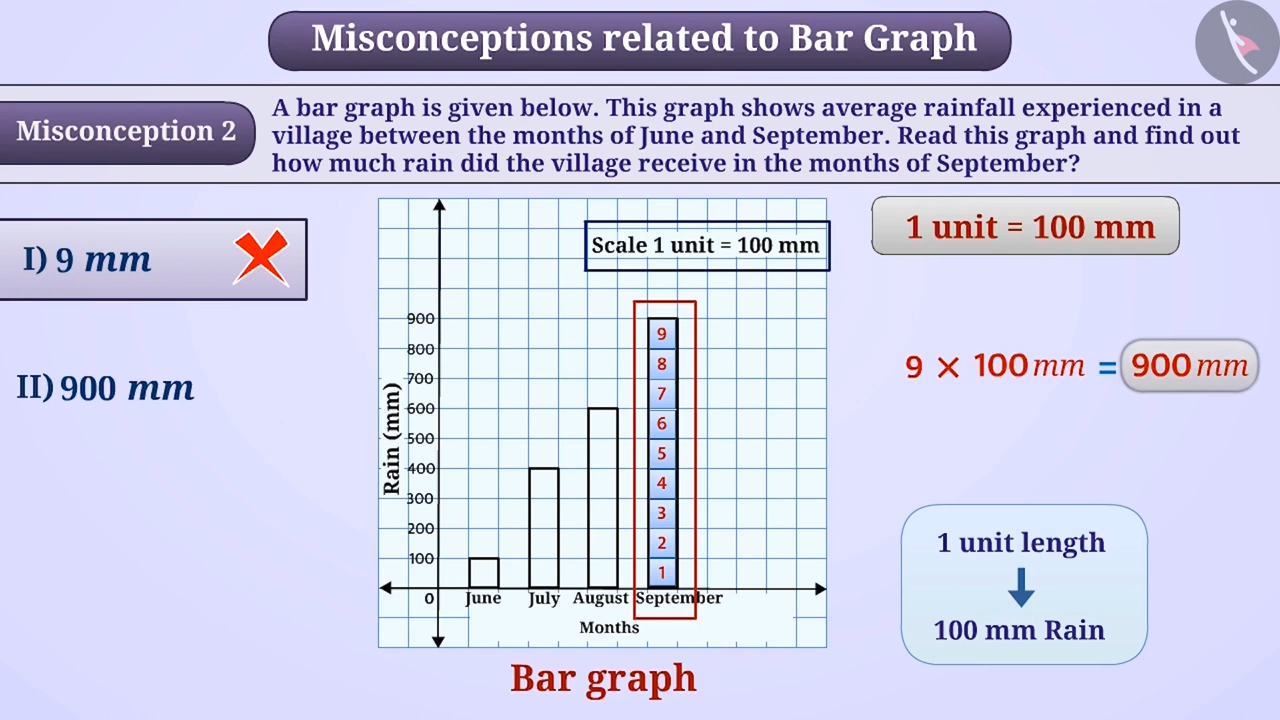 Misconceptions related to Bar Graph
Misconception 2
A bar graph is given below. This graph shows average rainfall experienced in a
village between the months of June and September. Read this graph and find out
how much rain did the village receive in the months of September?
I) 9 mm
II) 900 mm
Scale 1 unit = 100 mm
Rain (mm)
900
800
700
600
500
400
300
200
100
0
9
8
7
6
5
4
3
2
1
June July August September
Months
Bar graph
1 unit = 100 mm
9 × 100 mm = 900 mm
1 unit length
100 mm Rain